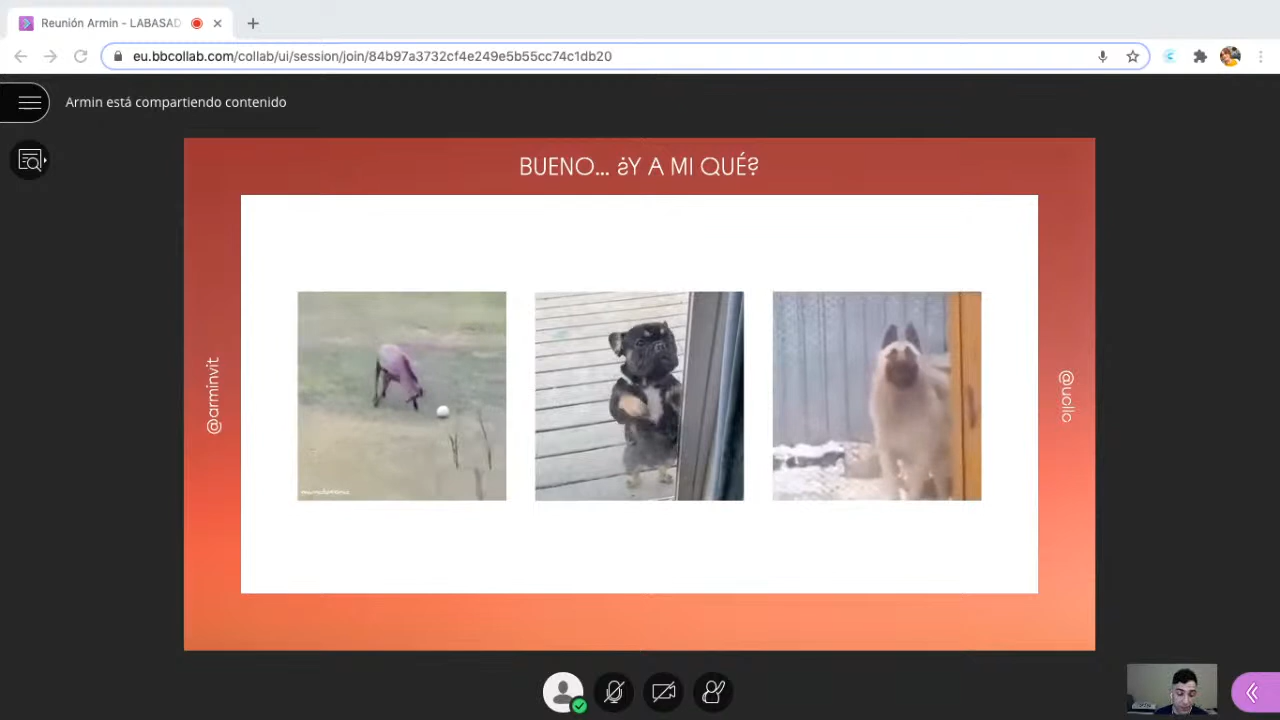 Reunión Armin - LABASAD
eu.bbcollab.com/collab/ui/session/join/84b97a3732cf4e249e5b55cc74c1db20
Armin está compartiendo contenido
BUENO... ¿Y A MI QUÉ?
@arminvit
@ucllc